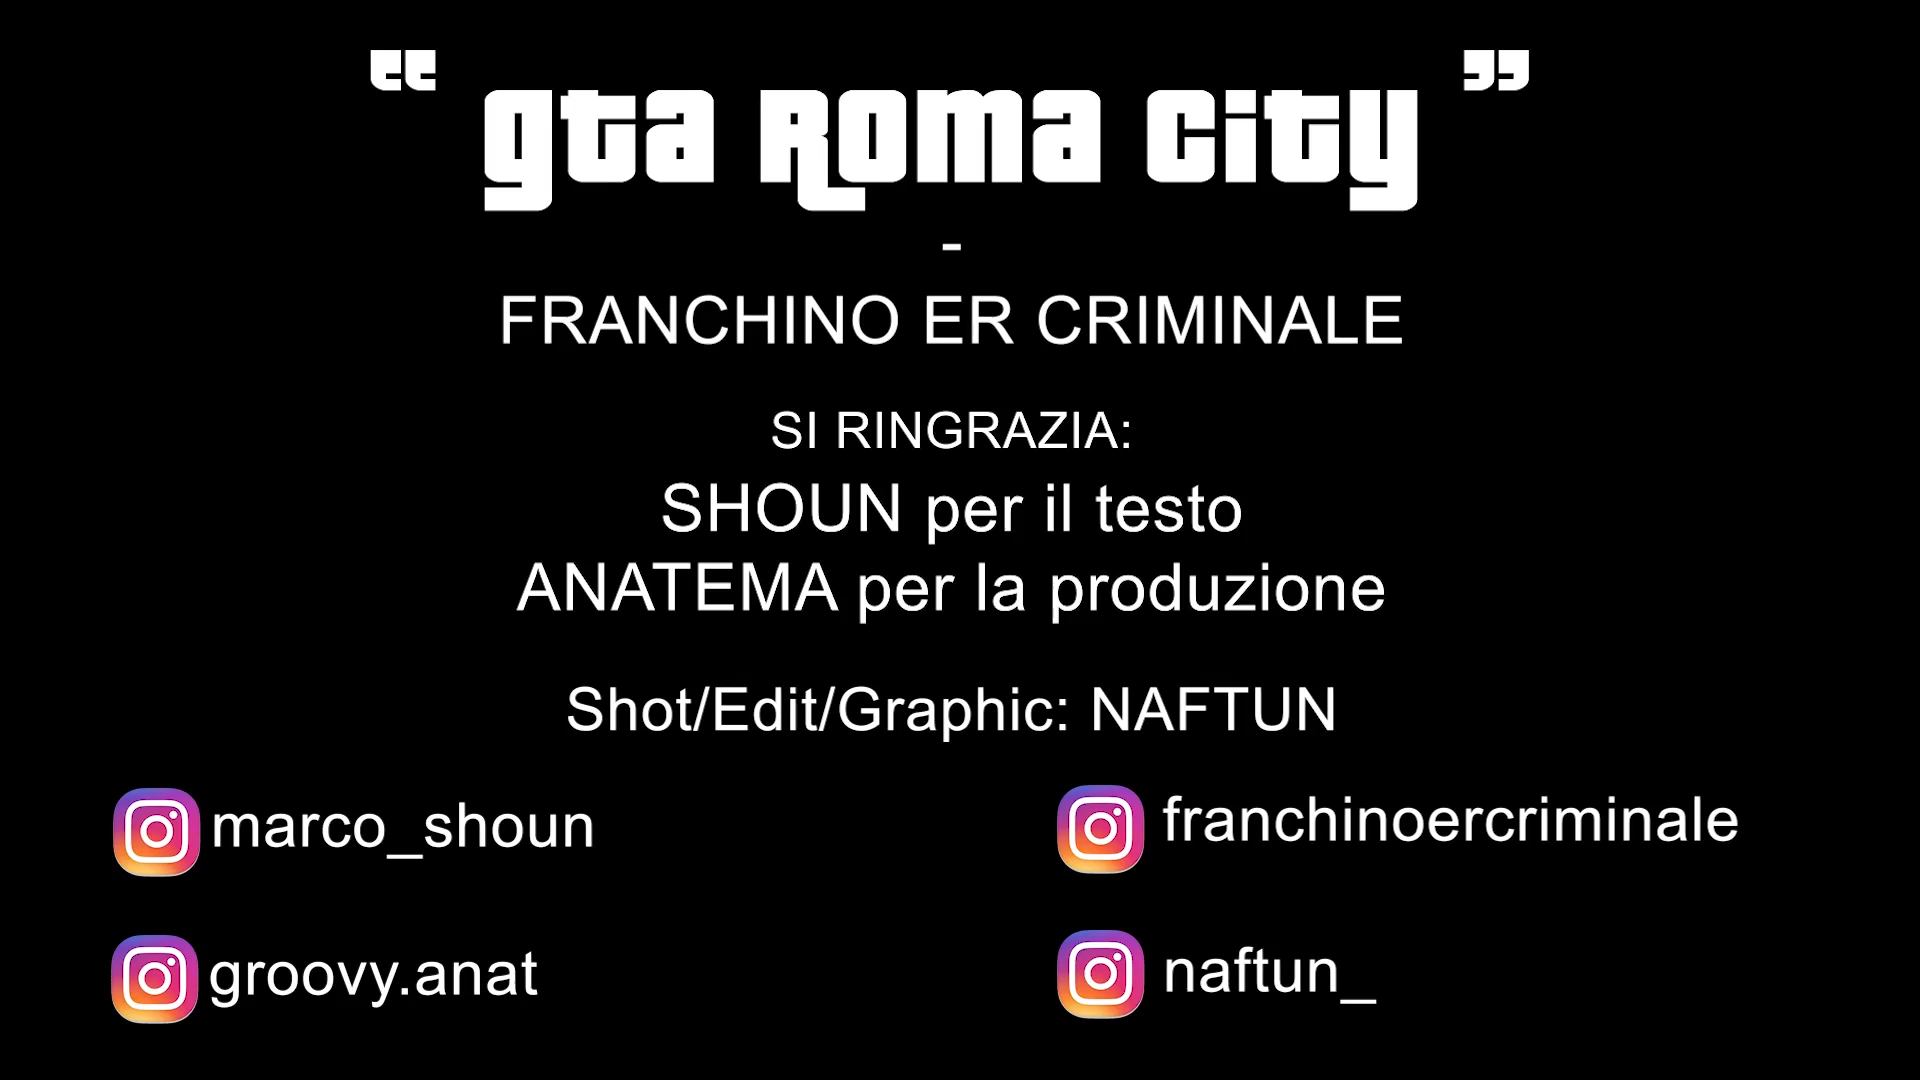 “ gta Roma City ”
-
FRANCHINO ER CRIMINALE
SI RINGRAZIA:
SHOUN per il testo
ANATEMA per la produzione
Shot/Edit/Graphic: NAFTUN
marco_shoun
franchinoercriminale
groovy.anat
naftun_